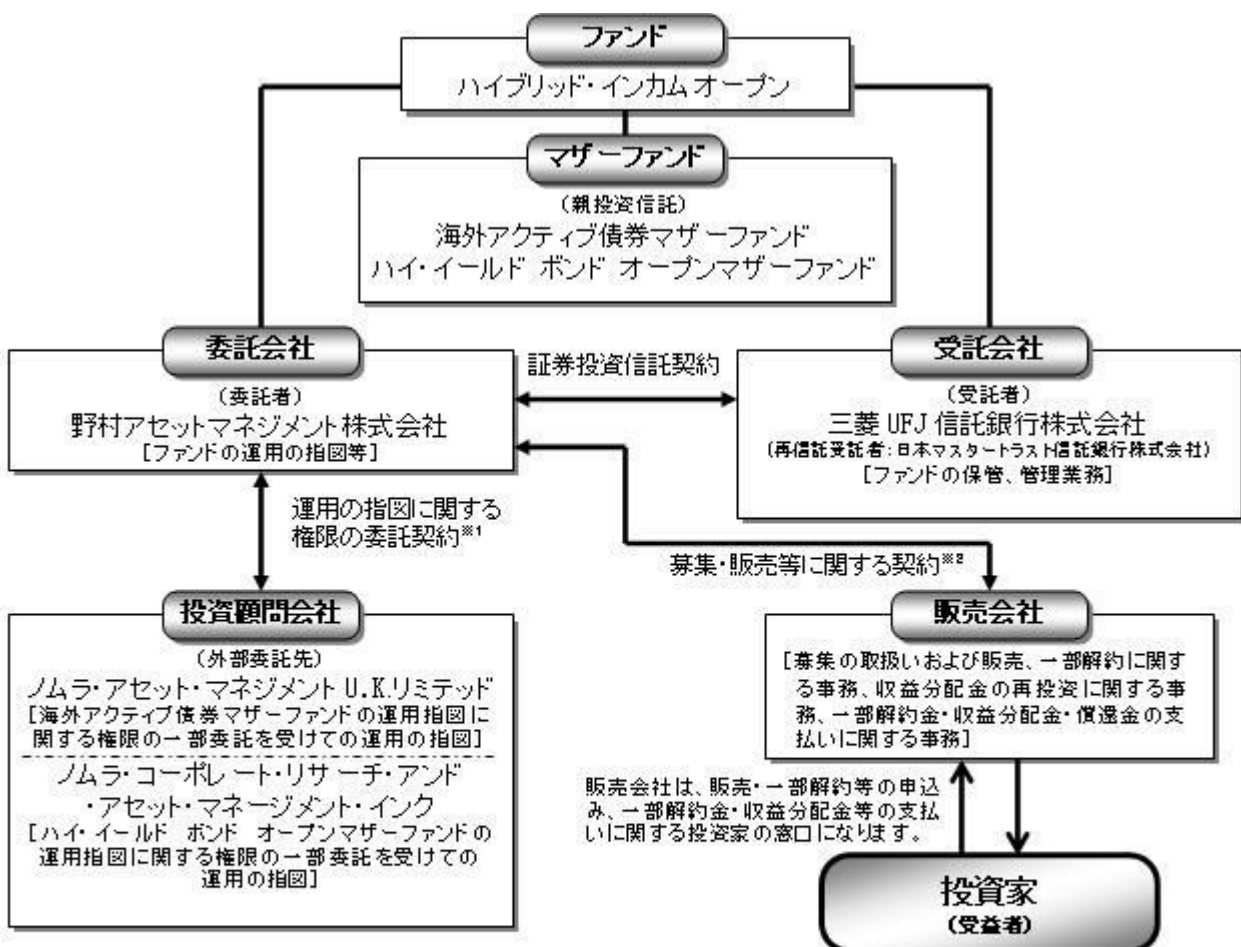 ファンド
ハイブリッド・インカムオープン
マザーファンド
(親投資信託)
海外アクティブ債券マザーファンド
ハイ・イールド ボンド オープンマザーファンド
委託会社
(委託者)
野村アセットマネジメント株式会社
[ファンドの運用の指図等]
証券投資信託契約
受託会社
(受託者)
三菱UFJ信託銀行株式会社
(再信託受託者:日本マスタートラスト信託銀行株式会社)
[ファンドの保管、管理業務]
運用の指図に関する
権限の委託契約※1
募集・販売等に関する契約※2
投資顧問会社
(外部委託先)
ノムラ・アセット・マネジメントU.K.リミテッド
[海外アクティブ債券マザーファンドの運用指図に
関する権限の一部委託を受けての運用の指図]
ノムラ・コーポレート・リサーチ・アンド
・アセット・マネージメント・インク
[ハイ・イールド ボンド オープンマザーファンドの
運用指図に関する権限の一部委託を受けての
運用の指図]
販売会社
[募集の取扱いおよび販売、一部解約に関す
る事務、収益分配金の再投資に関する事
務、一部解約金・収益分配金・償還金の支
払いに関する事務]
販売会社は、販売・一部解約等の申込
み、一部解約金・収益分配金等の支払
いに関する投資家の窓口になります。
投資家
(受益者)